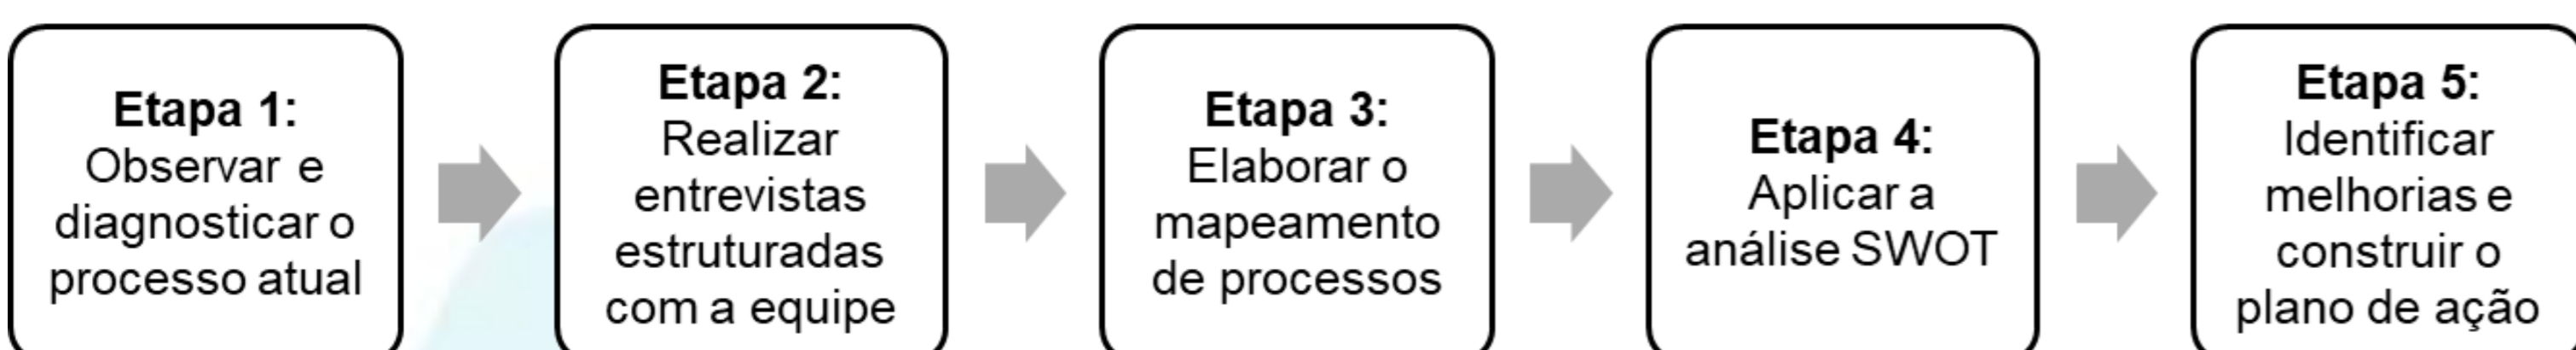 Etapa 1:
Observar e
diagnosticar o
processo atual
Etapa 2:
Realizar
entrevistas
estruturadas
com a equipe
Etapa 3:
Elaborar o
mapeamento
de processos
Etapa 4:
Aplicar a
análise SWOT
Etapa 5:
Identificar
melhorias e
construir o
plano de ação